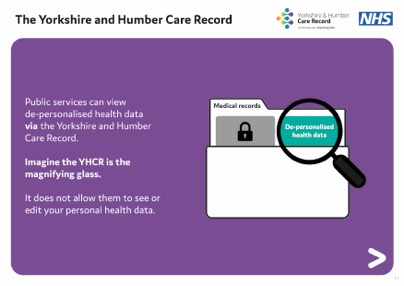 The Yorkshire and Humber Care Record
Yorkshire & Humber
Care Record
NHS
Public services can view
de-personalised health data
via the Yorkshire and Humber
Care Record.
Imagine the YHCR is the
magnifying glass.
It does not allow them to see or
edit your personal health data.
Medical records
De-personalised
health data